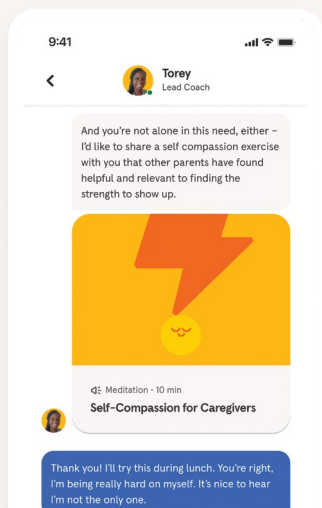 9:41
Torey
Lead Coach
And you're not alone in this need, either –
I'd like to share a self compassion exercise
with you that other parents have found
helpful and relevant to finding the
strength to show up.
Meditation · 10 min
Self-Compassion for Caregivers
Thank you! I'll try this during lunch. You're right,
I'm being really hard on myself. It's nice to hear
I'm not the only one.